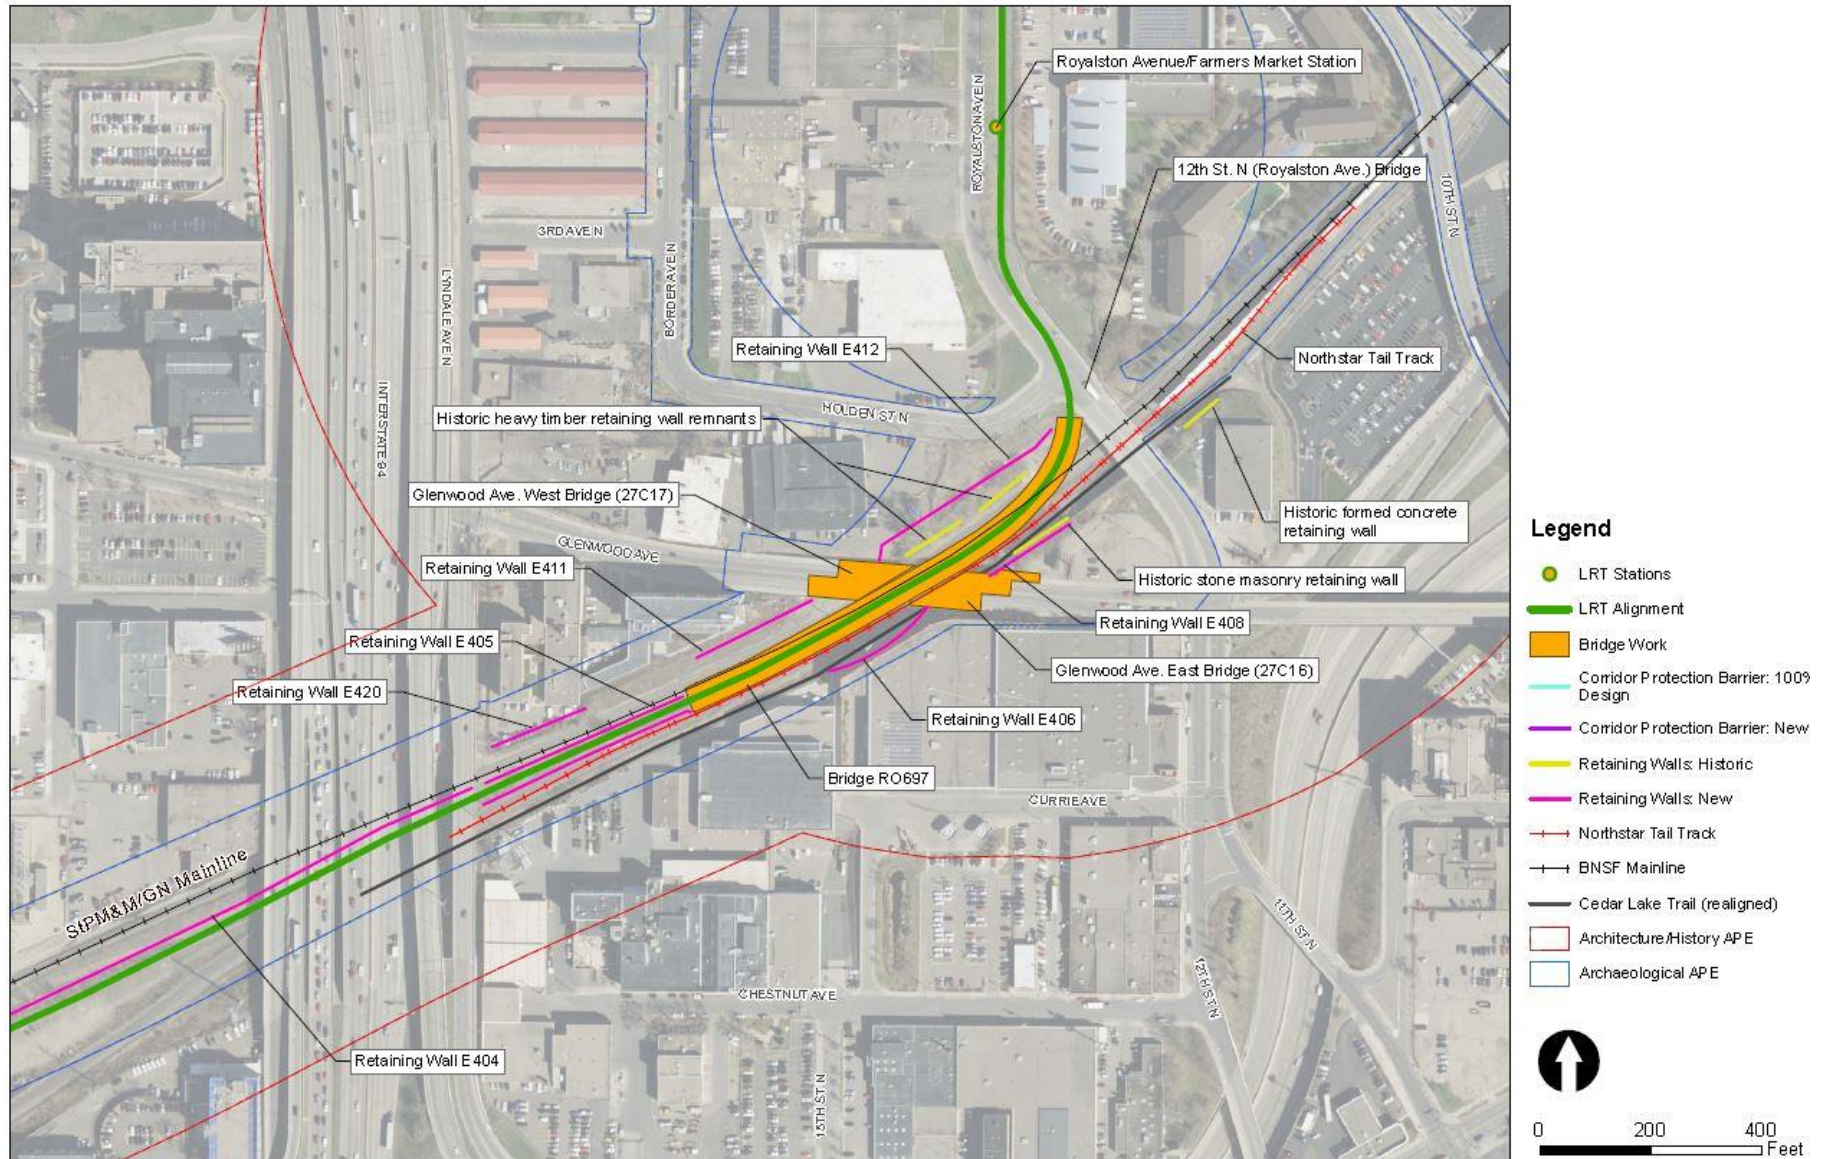 Royalston Avenue/Farmers Market Station
ROYALSTON AVE N
12th St. N (Royalston Ave.) Bridge
10TH ST N
3RD AVE N
BORDER AVE N
LYNDALE AVE N
INTERSTATE 94
Retaining Wall E412
Northstar Tail Track
HOLDEN ST N
Historic heavy timber retaining wall remnants
Glenwood Ave. West Bridge (27C17)
Historic formed concrete
retaining wall
GLENWOOD AVE
Retaining Wall E411
Historic stone masonry retaining wall
Retaining Wall E408
Retaining Wall E405
Glenwood Ave. East Bridge (27C16)
Retaining Wall E420
Retaining Wall E406
Bridge RO697
CURRIE AVE
StPM&M/GN Mainline
11TH ST N
12TH ST N
CHESTNUT AVE
Retaining Wall E404
15TH ST N
Legend
LRT Stations
LRT Alignment
Bridge Work
Corridor Protection Barrier: 100%
Design
Corridor Protection Barrier: New
Retaining Walls: Historic
Retaining Walls: New
Northstar Tail Track
BNSF Mainline
Cedar Lake Trail (realigned)
Architecture/History APE
Archaeological APE
0 200 400
Feet